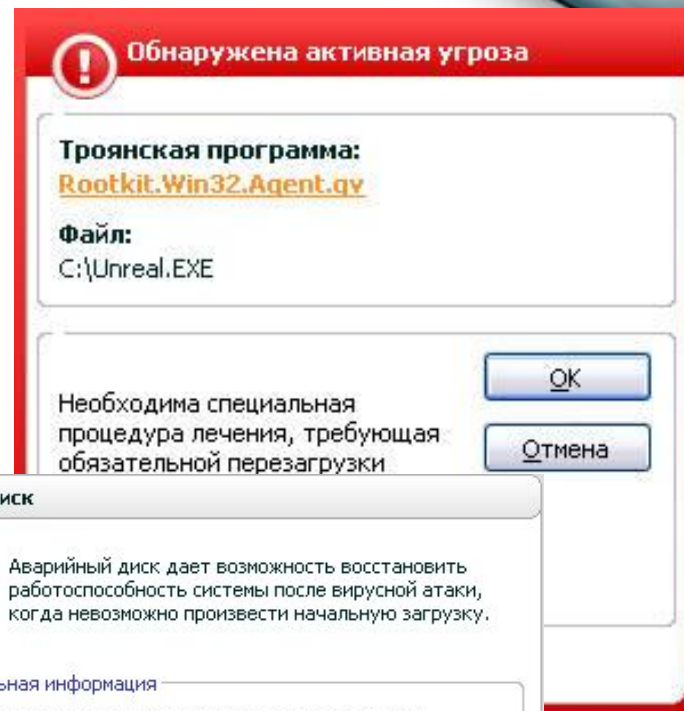 Обнаружена активная угроза
Троянская программа:
Rootkit.Win32.Agent.gv
Файл:
C:\Unreal.EXE
Необходима специальная
процедура лечения, требующая
обязательной перезагрузки
OK
Отмена
иск
Аварийный диск дает возможность восстановить
работоспособность системы после вирусной атаки,
когда невозможно произвести начальную загрузку.
ьная информация